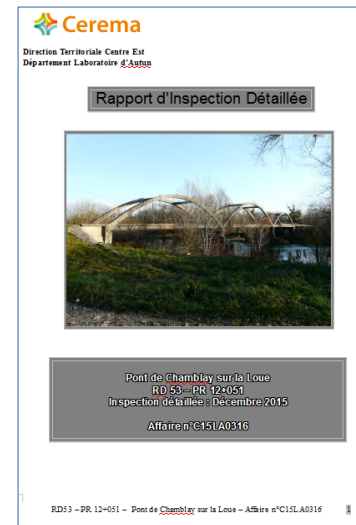 Cerema
Direction Territoriale Centre Est
Département Laboratoire d'Autun
Rapport d'Inspection Détaillée
Pont de Chamblay sur la Loue
RD 53 – PR 12+051
Inspection détaillée : Décembre 2015
Affaire n°C15LA0316
RD53 – PR 12+051 – Pont de Chamblay sur la Loue – Affaire n°C15LA0316 1